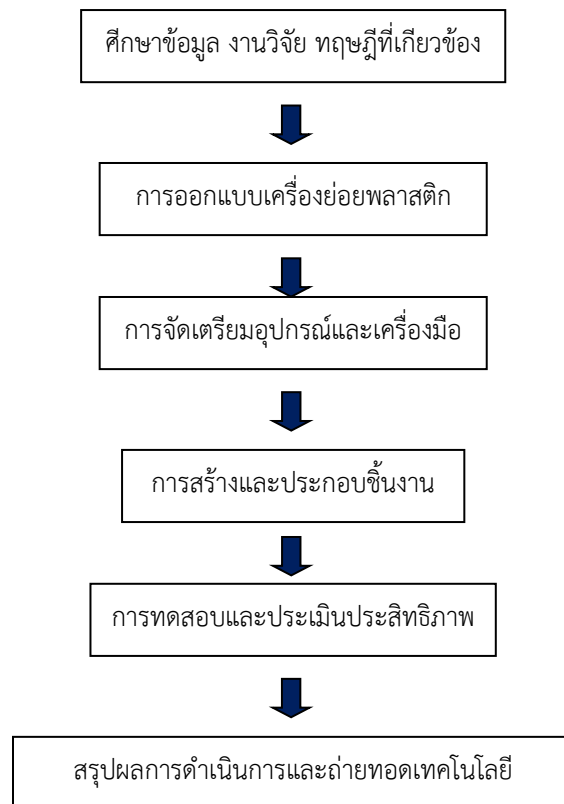 ศึกษาข้อมูล งานวิจัย ทฤษฎีที่เกียวข้อง
การออกแบบเครื่องย่อยพลาสติก
การจัดเตรียมอุปกรณ์และเครื่องมือ
การสร้างและประกอบชิ้นงาน
การทดสอบและประเมินประสิทธิภาพ
สรุปผลการดำเนินการและถ่ายทอดเทคโนโลยี